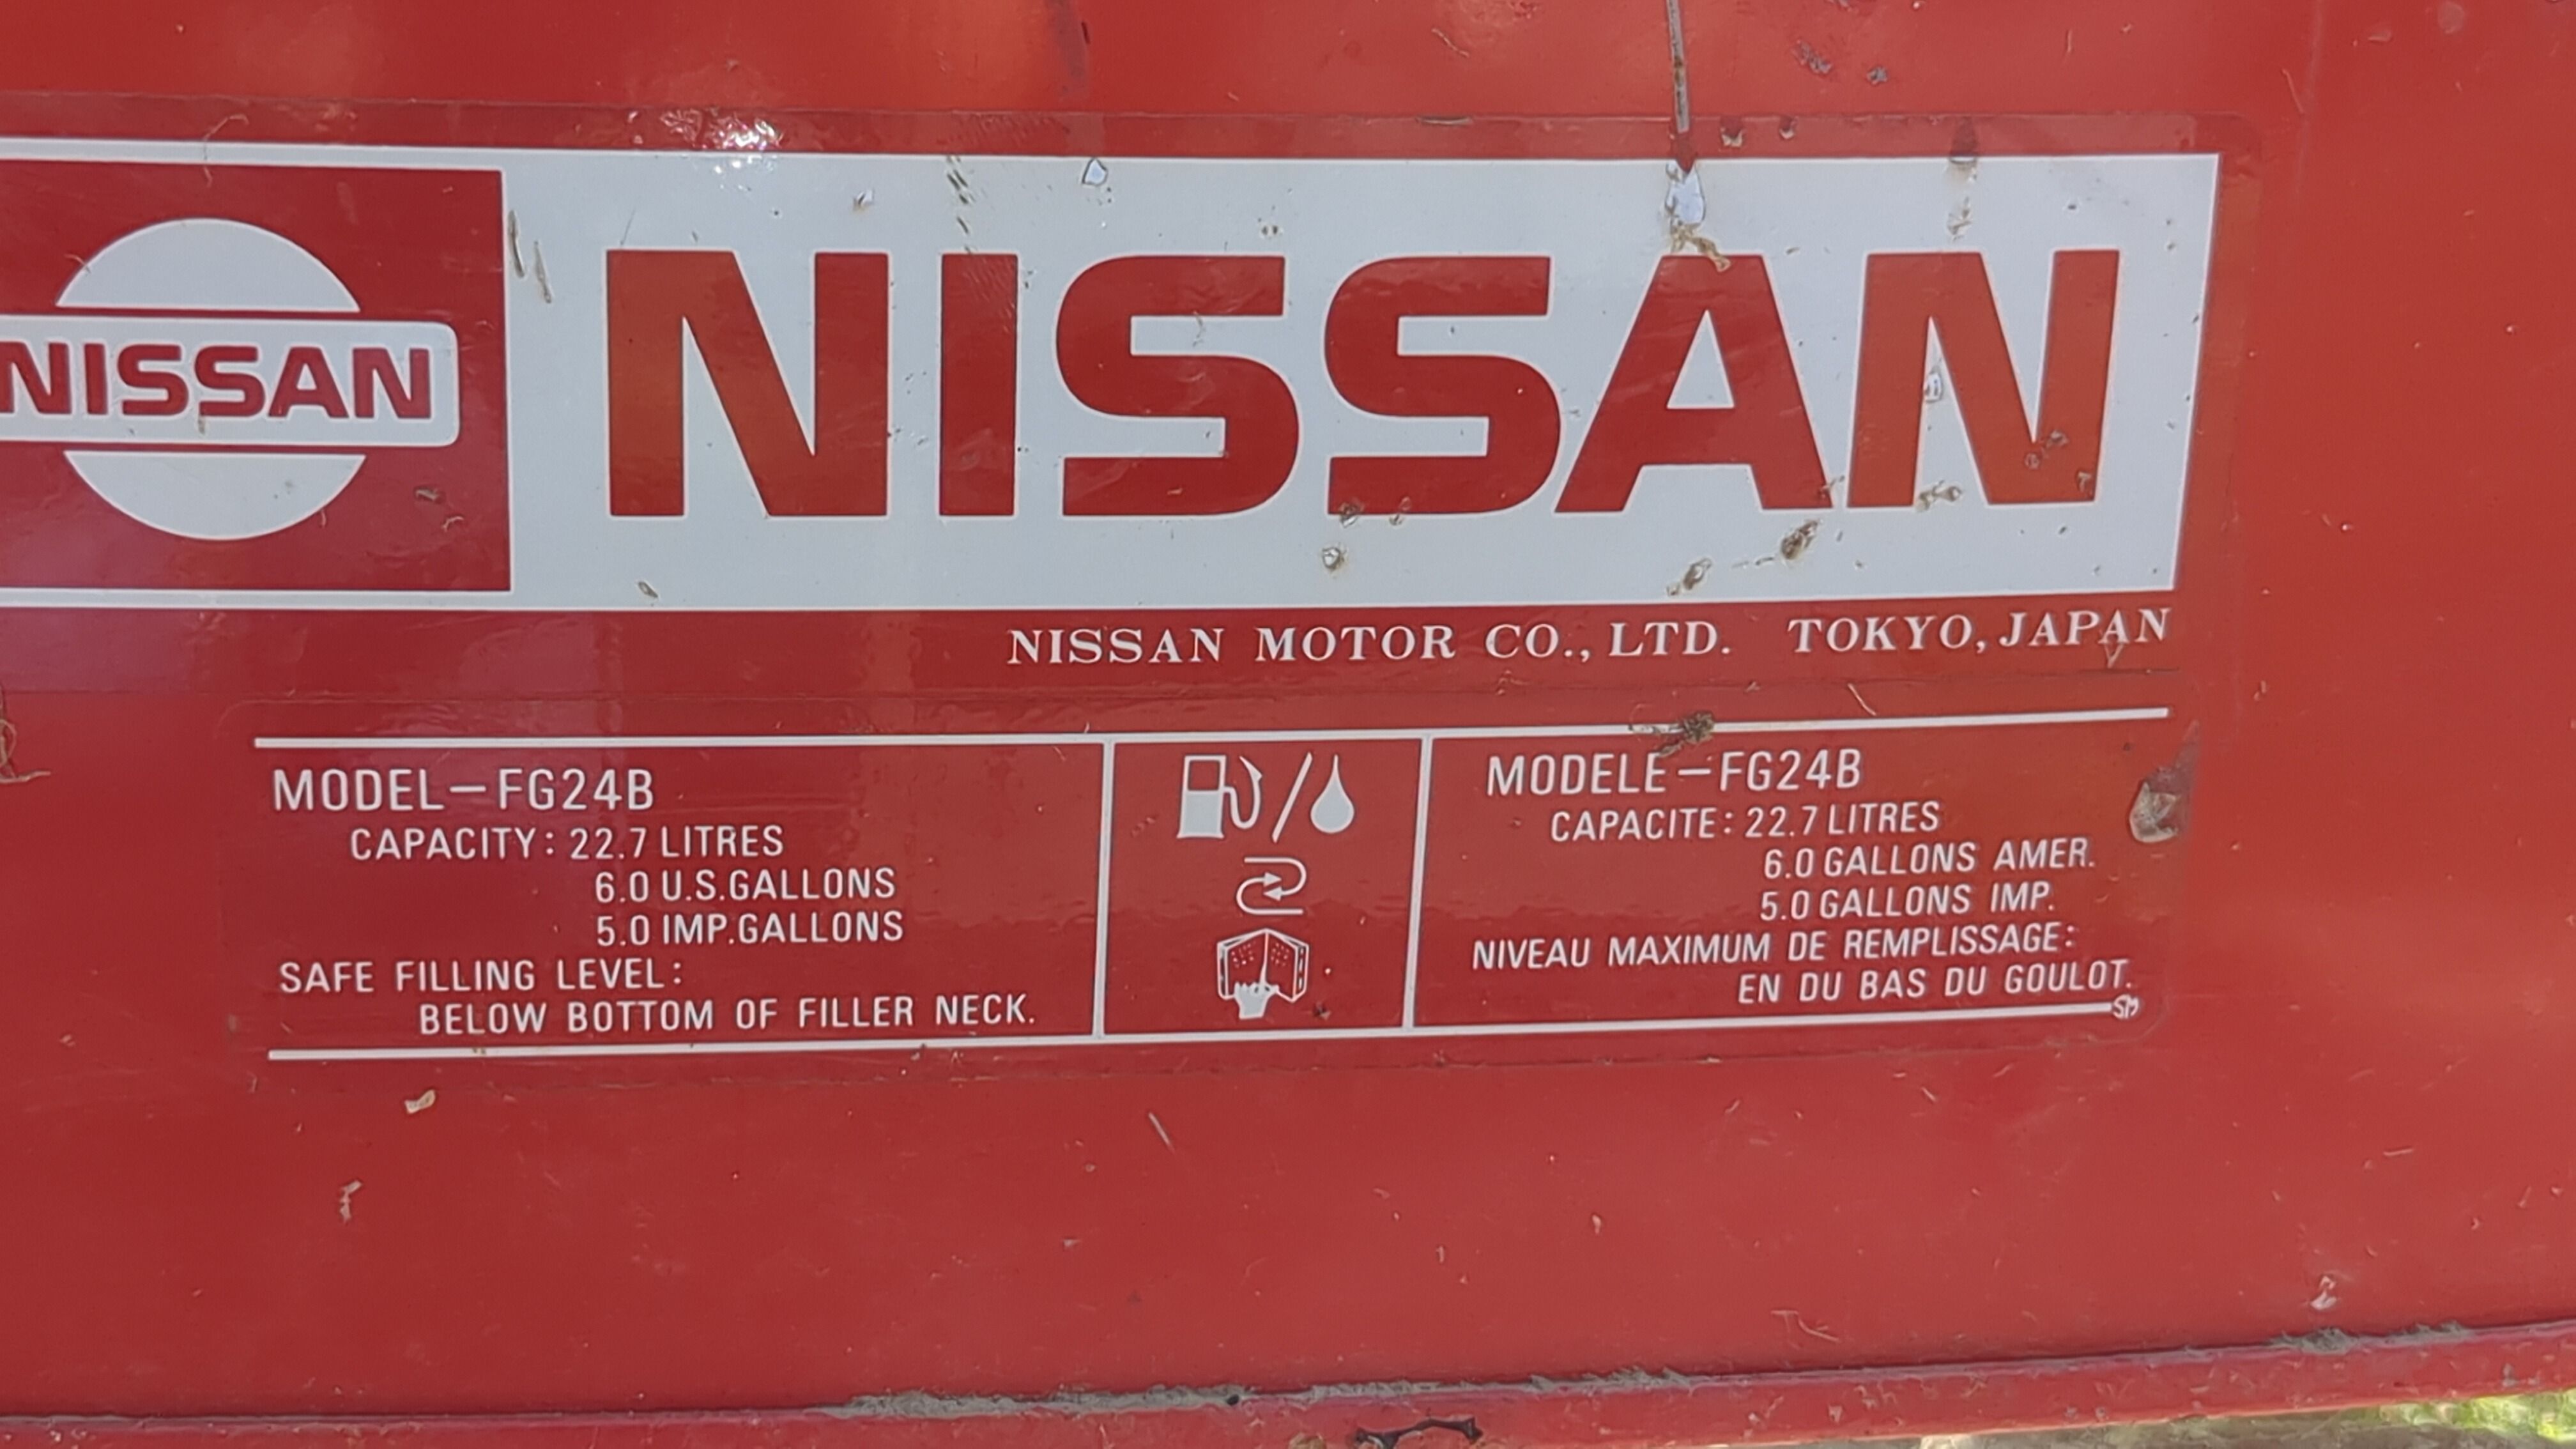 NISSAN
NISSAN
NISSAN MOTOR CO., LTD. TOKYO, JAPAN
MODEL-FG24B
CAPACITY: 22.7 LITRES
6.0 U.S.GALLONS
5.0 IMP.GALLONS
SAFE FILLING LEVEL:
BELOW BOTTOM OF FILLER NECK.
MODELE-FG24B
CAPACITE: 22.7 LITRES
6.0 GALLONS AMER.
5.0 GALLONS IMP.
NIVEAU MAXIMUM DE REMPLISSAGE:
EN DU BAS DU GOULOT.
SM